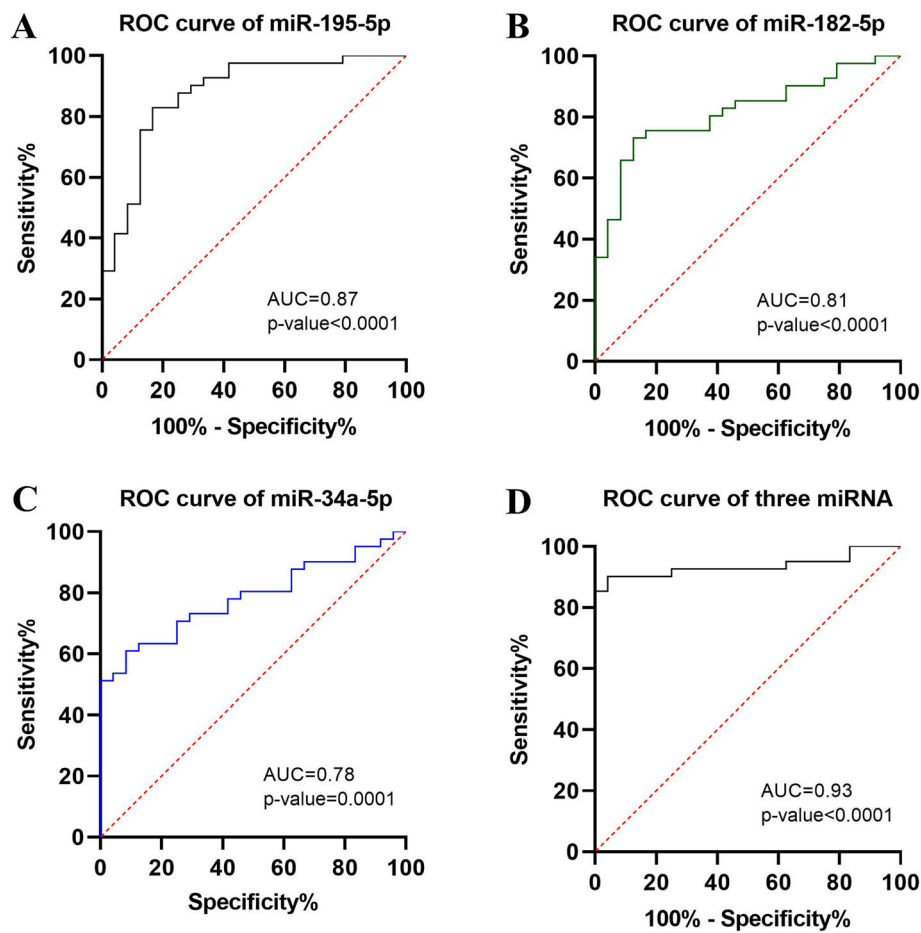 A
ROC curve of miR-195-5p
100
80
60
40
20
0
Sensitivity%
AUC=0.87
p-value<0.0001
0 20 40 60 80 100
100% - Specificity%
B
ROC curve of miR-182-5p
100
80
60
40
20
0
Sensitivity%
AUC=0.81
p-value<0.0001
0 20 40 60 80 100
100% - Specificity%
C
ROC curve of miR-34a-5p
100
80
60
40
20
0
Sensitivity%
AUC=0.78
p-value=0.0001
0 20 40 60 80 100
Specificity%
D
ROC curve of three miRNA
100
80
60
40
20
0
Sensitivity%
AUC=0.93
p-value<0.0001
0 20 40 60 80 100
100% - Specificity%